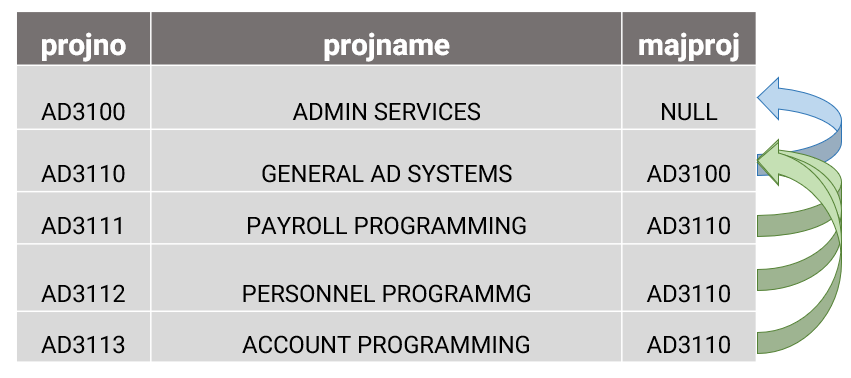 projno projname majproj
AD3100 ADMIN SERVICES NULL
AD3110 GENERAL AD SYSTEMS AD3100
AD3111 PAYROLL PROGRAMMING AD3110
AD3112 PERSONNEL PROGRAMMG AD3110
AD3113 ACCOUNT PROGRAMMING AD3110